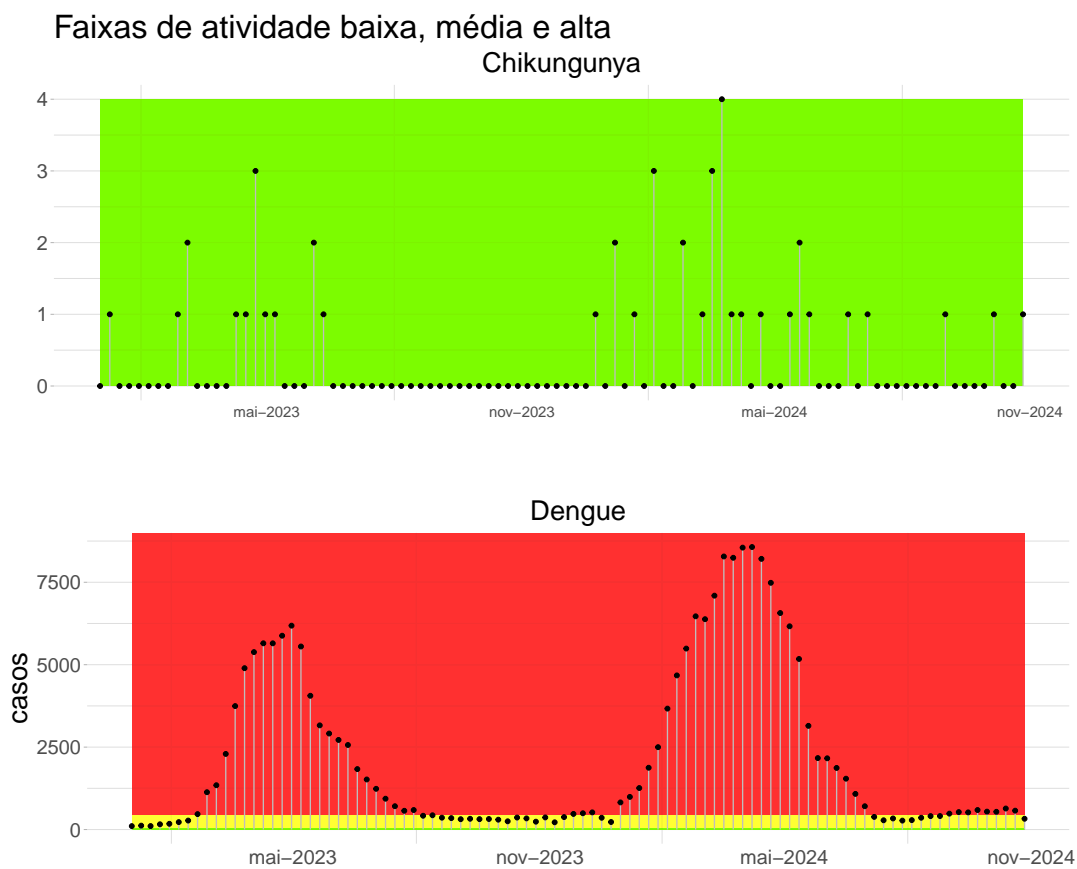 Faixas de atividade baixa, média e alta
Chikungunya
4
3
2
1
0
mai−2023 nov−2023 mai−2024 nov−2024
Dengue
casos
7500
5000
2500
0
mai−2023 nov−2023 mai−2024 nov−2024